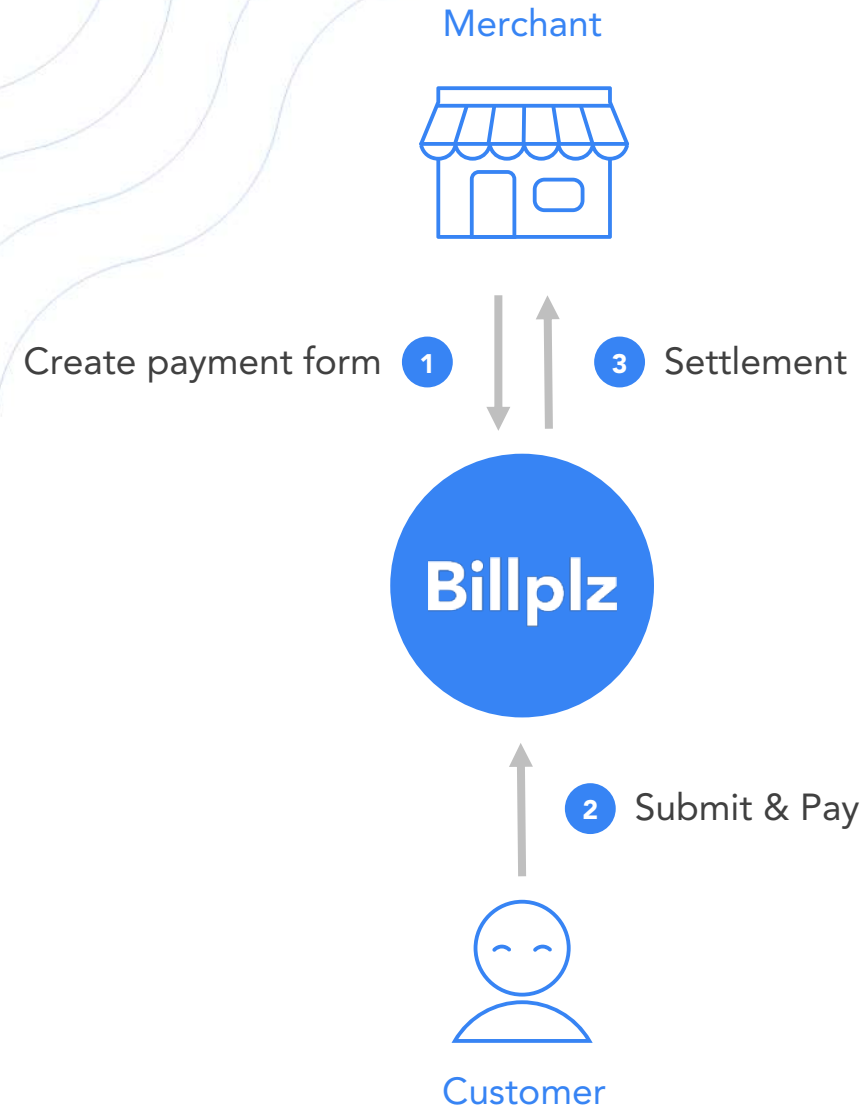 Merchant
Create payment form 1
3 Settlement
Billplz
2 Submit & Pay
Customer